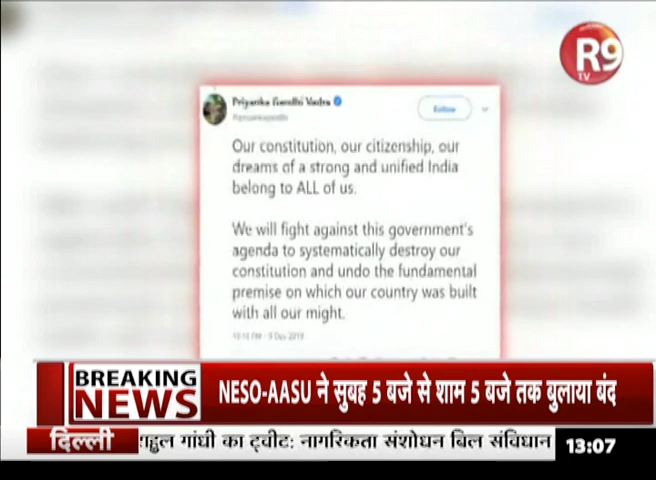 R9
TV
Priyanka Gandhi Vadra
Follow
Our constitution, our citizenship, our
dreams of a strong and unified India
belong to ALL of us.
We will fight against this government's
agenda to systematically destroy our
constitution and undo the fundamental
premise on which our country was built
with all our might.
BREAKING
NEWS
NESO-AASU ने सुबह 5 बजे से शाम 5 बजे तक बुलाया बंद
दिल्ली
गांधी का ट्वीट: नागरिकता संशोधन बिल संविधान
13:07